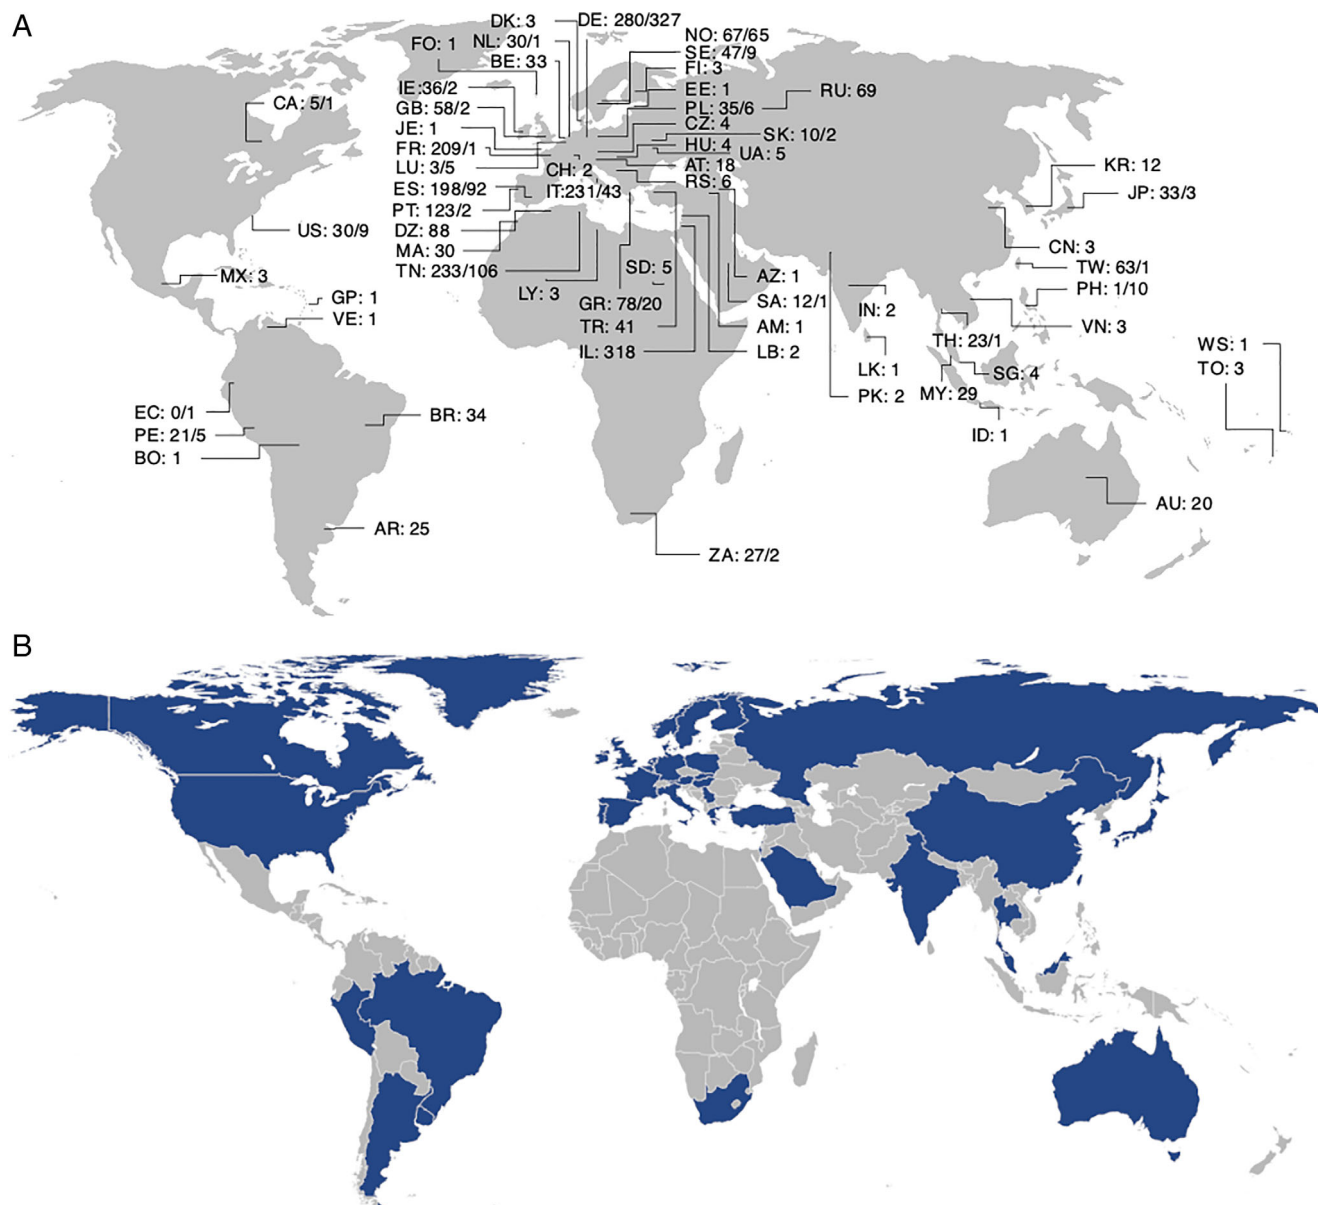 A
DK: 3
DE: 280/327
FO: 1
NL: 30/1
NO: 67/65
BE: 33
SE: 47/9
FI: 3
IE:36/2
EE: 1
RU: 69
CA: 5/1
GB: 58/2
PL: 35/6
JE: 1
CZ: 4
SK: 10/2
FR: 209/1
HU: 4
UA: 5
LU: 3/5
CH: 2
AT: 18
KR: 12
ES: 198/92
IT:231/43
RS: 6
JP: 33/3
PT: 123/2
US: 30/9
DZ: 88
MA: 30
CN: 3
TN: 233/106
SD: 5
TW: 63/1
MX: 3
AZ: 1
PH: 1/10
LY: 3
GP: 1
GR: 78/20
SA: 12/1
IN: 2
VE: 1
TR: 41
AM: 1
VN: 3
TH: 23/1
WS: 1
IL: 318
LB: 2
LK: 1
SG: 4
TO: 3
MY: 29
PK: 2
EC: 0/1
BR: 34
PE: 21/5
ID: 1
BO: 1
AU: 20
AR: 25
ZA: 27/2
B